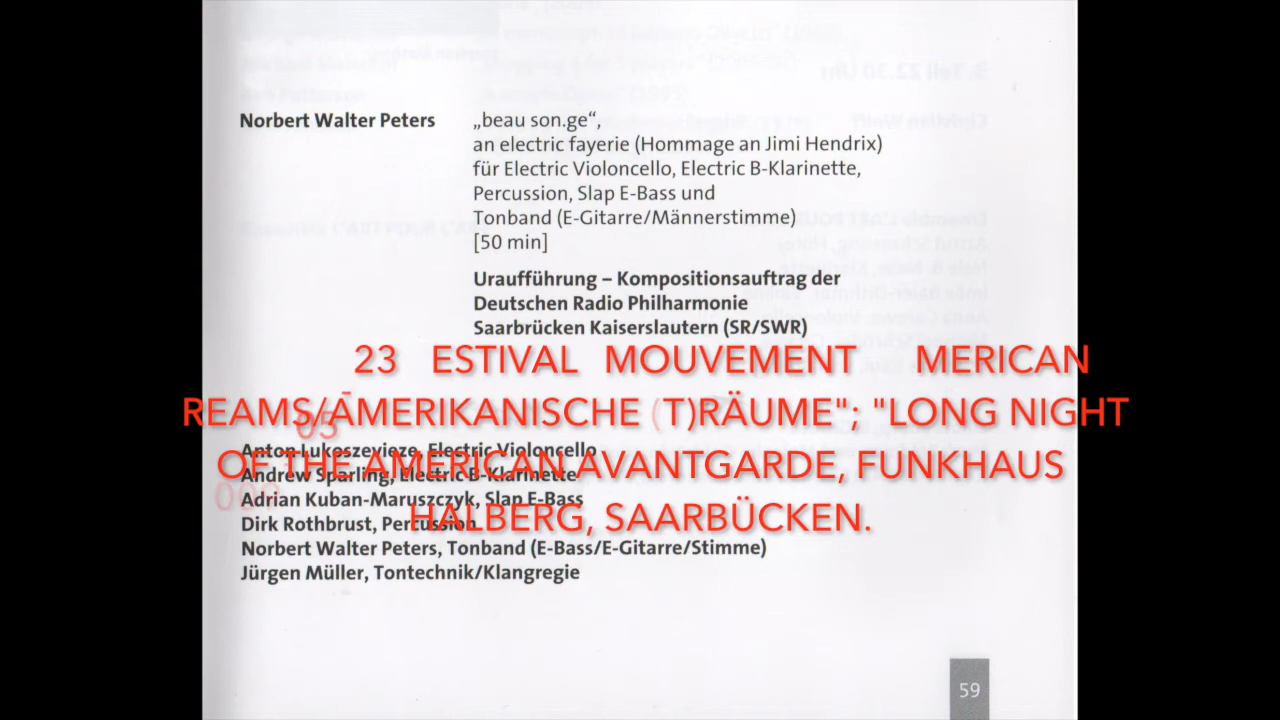 Norbert Walter Peters
„beau son.ge“,
an electric fayerie (Hommage an Jimi Hendrix)
für Electric Violoncello, Electric B-Klarinette,
Percussion, Slap E-Bass und
Tonband (E-Gitarre/Männerstimme)
[50 min]
Uraufführung – Kompositionsauftrag der
Deutschen Radio Philharmonie
Saarbrücken Kaiserslautern (SR/SWR)
23 ESTIVAL MOUVEMENT MERICAN
REAMS/AMERIKANISCHE (T)RÄUME"; "LONG NIGHT
OF THE AMERICAN AVANTGARDE, FUNKHAUS
HALBERG, SAARBÜCKEN.
Anton Lukoszevieze, Electric Violoncello
Andrew Sparling, Electric B-Klarinette
Adrian Kuban-Maruszczyk, Slap E-Bass
Dirk Rothbrust, Percussion
Norbert Walter Peters, Tonband (E-Bass/E-Gitarre/Stimme)
Jürgen Müller, Tontechnik/Klangregie
59